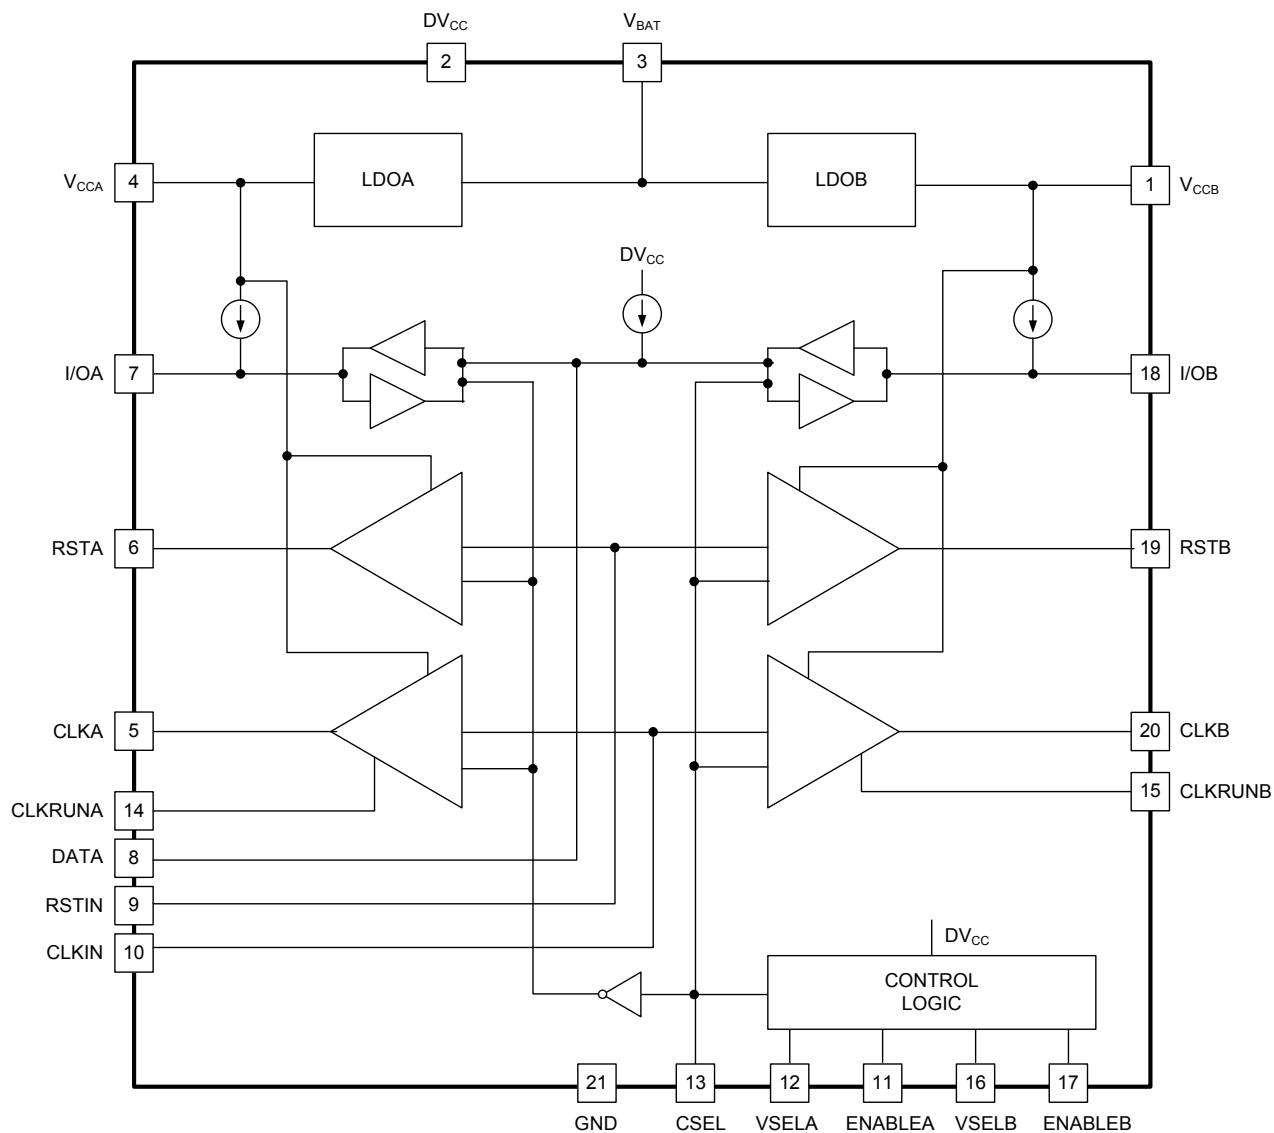 DVCC
VBAT
2
3
VCCA
4
LDOA
LDOB
1
VCCB
DVCC
I/OA
7
18
I/OB
RSTA
6
19
RSTB
CLKA
5
20
CLKB
CLKRUNA
14
15
CLKRUNB
DATA
8
RSTIN
9
CLKIN
10
DVCC
CONTROL
LOGIC
21
13
12
11
16
17
GND
CSEL
VSELA
ENABLEA
VSELB
ENABLEB